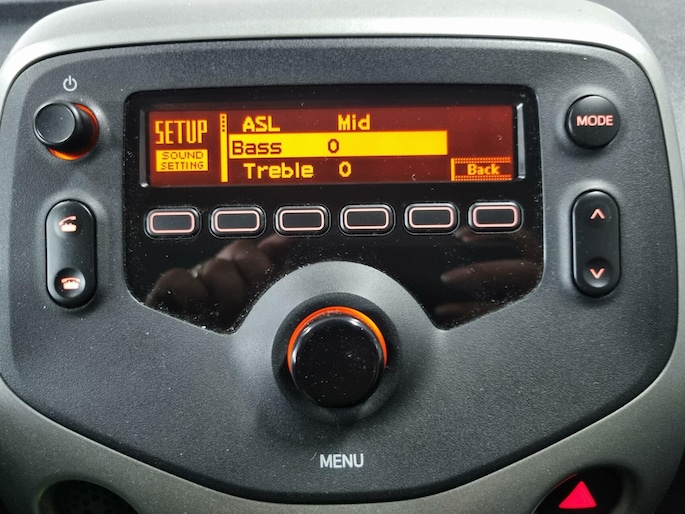 SETUP
SOUND
SETTING
ASL Mid
Bass 0
Treble 0
Back
MODE
MENU